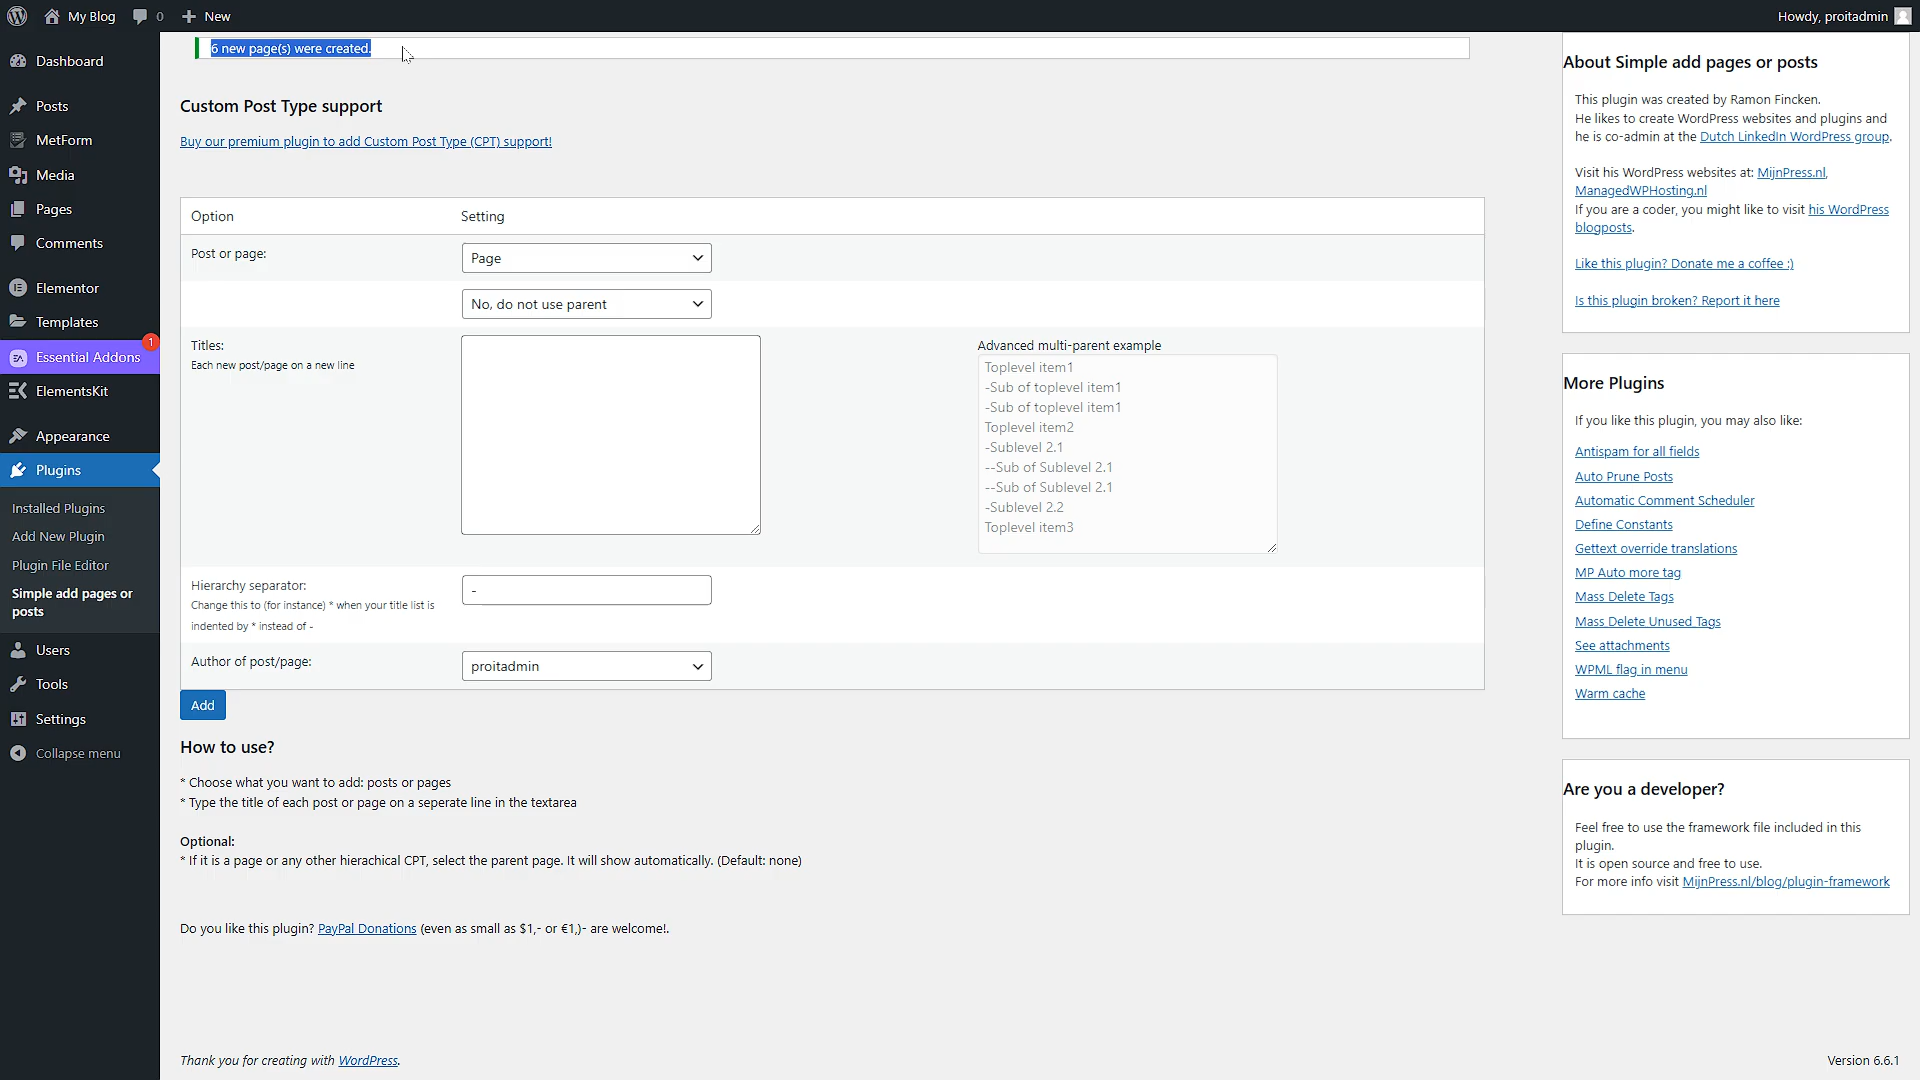 My Blog
0
New
Howdy, proitadmin
Dashboard
Posts
MetForm
Media
Pages
Comments
Elementor
Templates
1
Essential Addons
ElementsKit
Appearance
Plugins
Installed Plugins
Add New Plugin
Plugin File Editor
Simple add pages or
posts
Users
Tools
Settings
Collapse menu
6 new page(s) were created.
Custom Post Type support
Buy our premium plugin to add Custom Post Type (CPT) support!
Option
Setting
Post or page:
Page
No, do not use parent
Titles:
Each new post/page on a new line
Advanced multi-parent example
Toplevel item1
-Sub of toplevel item1
-Sub of toplevel item1
Toplevel item2
-Sublevel 2.1
--Sub of Sublevel 2.1
--Sub of Sublevel 2.1
-Sublevel 2.2
Toplevel item3
Hierarchy separator:
Change this to (for instance) * when your title list is
indented by * instead of -
-
Author of post/page:
proitadmin
Add
How to use?
* Choose what you want to add: posts or pages
* Type the title of each post or page on a seperate line in the textarea
Optional:
* If it is a page or any other hierachical CPT, select the parent page. It will show automatically. (Default: none)
Do you like this plugin? PayPal Donations (even as small as $1,- or €1,)- are welcome!.
Thank you for creating with WordPress.
About Simple add pages or posts
This plugin was created by Ramon Fincken.
He likes to create WordPress websites and plugins and
he is co-admin at the Dutch LinkedIn WordPress group.
Visit his WordPress websites at: MijnPress.nl,
ManagedWPHosting.nl
If you are a coder, you might like to visit his WordPress
blogposts.
Like this plugin? Donate me a coffee :)
Is this plugin broken? Report it here
More Plugins
If you like this plugin, you may also like:
Antispam for all fields
Auto Prune Posts
Automatic Comment Scheduler
Define Constants
Gettext override translations
MP Auto more tag
Mass Delete Tags
Mass Delete Unused Tags
See attachments
WPML flag in menu
Warm cache
Are you a developer?
Feel free to use the framework file included in this
plugin.
It is open source and free to use.
For more info visit MijnPress.nl/blog/plugin-framework
Version 6.6.1